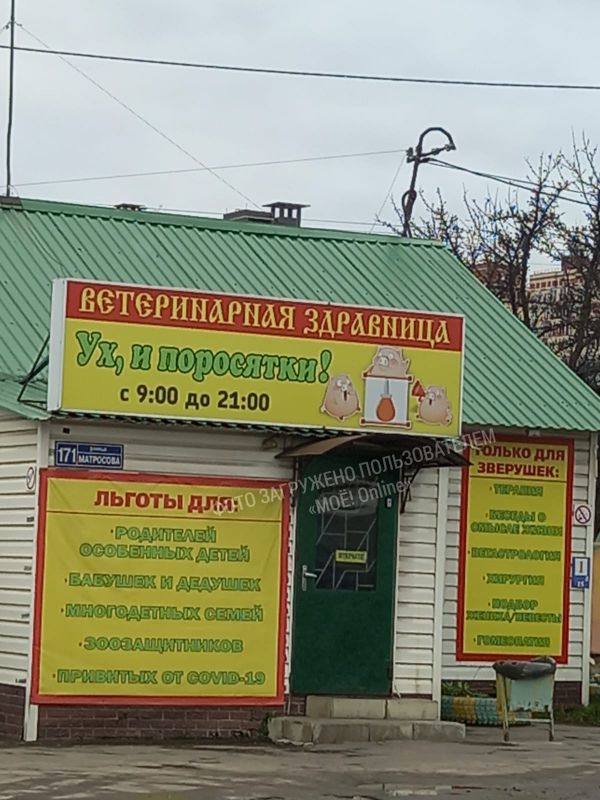 ВЕТЕРИНАРНАЯ ЗДРАВНИЦА
Ух, и поросятки!
с 9:00 до 21:00
171
МАТРОСОВА
ЛЬГОТЫ ДЛЯ:
·РОДИТЕЛЕЙ
ОСОБЕННЫХ ДЕТЕЙ
·БАБУШЕК И ДЕДУШЕК
·МНОГОДЕТНЫХ СЕМЕЙ
·ЗООЗАЩИТНИКОВ
·ПРИВИТЫХ ОТ COVID-19
ФОТО ЗАГРУЖЕНО ПОЛЬЗОВАТЕЛЕМ
«МОЁ! Online»
ОТКРЫТО
ТОЛЬКО ДЛЯ
ЗВЕРУШЕК:
·ТЕРАПИЯ
·БЕСЕДЫ О
СМЫСЛЕ ЖИЗНИ
·ХИРУРГИЯ
·ПОДБОР
ЖЕНИХА/НЕВЕСТЫ
·ГОМЕОПАТИЯ